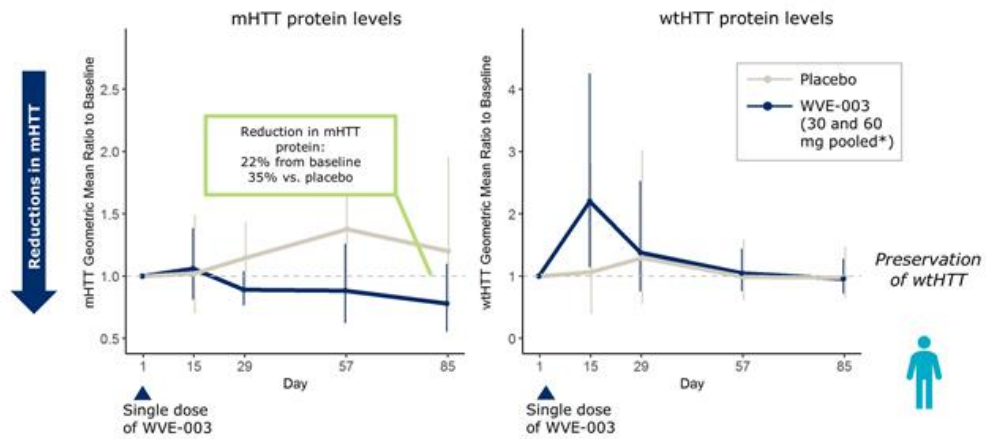 mHTT protein levels
wtHTT protein levels
Reductions in mHTT
mHTT Geometric Mean Ratio to Baseline
2.5
2.0
1.5
1.0
0.5
Reduction in mHTT
protein:
22% from baseline
35% vs. placebo
1 15 29 57 85
Day
Single dose
of WVE-003
wtHTT Geometric Mean Ratio to Baseline
4
3
2
1
0
Placebo
WVE-003
(30 and 60
mg pooled*)
1 15 29 57 85
Day
Single dose
of WVE-003
Preservation
of wtHTT